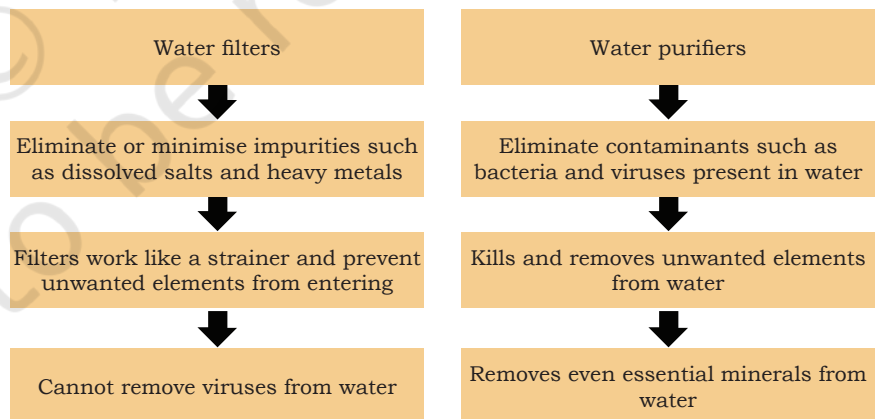 Water filters
Eliminate or minimise impurities such
as dissolved salts and heavy metals
Filters work like a strainer and prevent
unwanted elements from entering
Cannot remove viruses from water
Water purifiers
Eliminate contaminants such as
bacteria and viruses present in water
Kills and removes unwanted elements
from water
Removes even essential minerals from
water
©
to be r